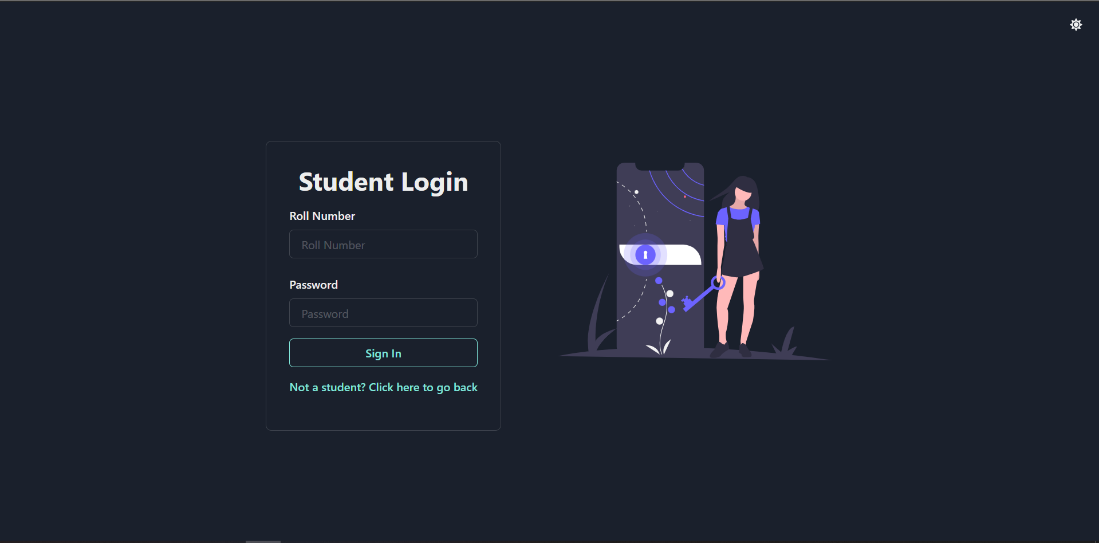 Student Login
Roll Number
Roll Number
Password
Password
Sign In
Not a student? Click here to go back